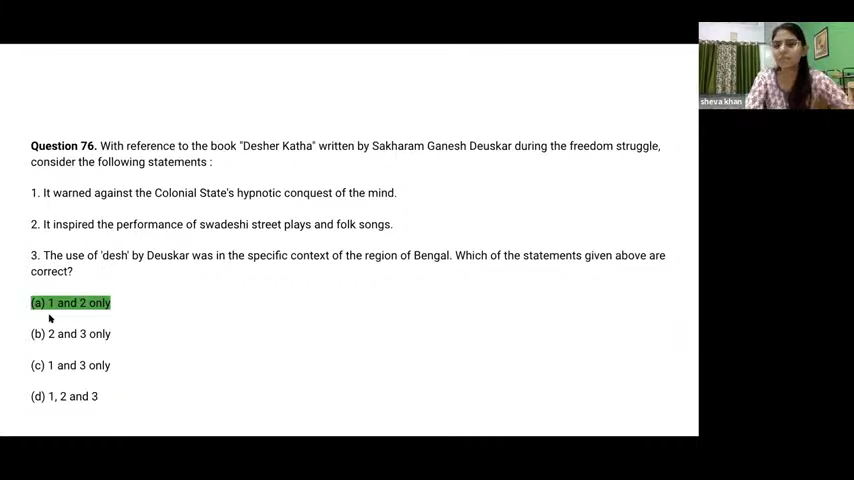 Question 76. With reference to the book "Desher Katha" written by Sakharam Ganesh Deuskar during the freedom struggle,
consider the following statements :
1. It warned against the Colonial State's hypnotic conquest of the mind.
2. It inspired the performance of swadeshi street plays and folk songs.
3. The use of 'desh' by Deuskar was in the specific context of the region of Bengal. Which of the statements given above are
correct?
(a) 1 and 2 only
(b) 2 and 3 only
(c) 1 and 3 only
(d) 1, 2 and 3
sheva khan